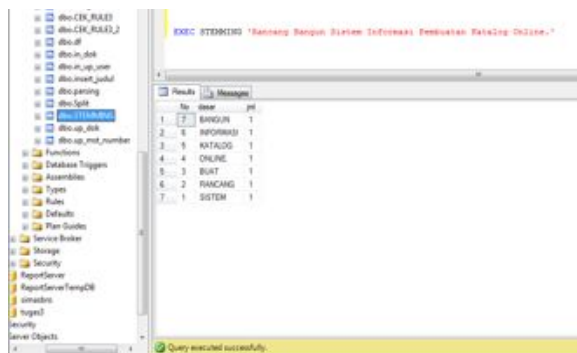 dbo.CEK_RULE3
dbo.CEK_RULE3_2
dbo.df
dbo.in_dok
dbo.in_up_user
dbo.insert_judul
dbo.parsing
dbo.Split
dbo.STEMMING
dbo.up_dok
dbo.up_mst_number
Functions
Database Triggers
Assemblies
Types
Rules
Defaults
Plan Guides
Service Broker
Storage
Security
ReportServer
ReportServerTempDB
simasbro
tugas3
Security
Server Objects
EXEC STEMMING 'Rancang Bangun Sistem Informasi Pembuatan Katalog Online.'
Results Messages
No dasar jml
1 7 BANGUN 1
2 6 INFORMASI 1
3 5 KATALOG 1
4 4 ONLINE 1
5 3 BUAT 1
6 2 RANCANG 1
7 1 SISTEM 1
Query executed successfully.